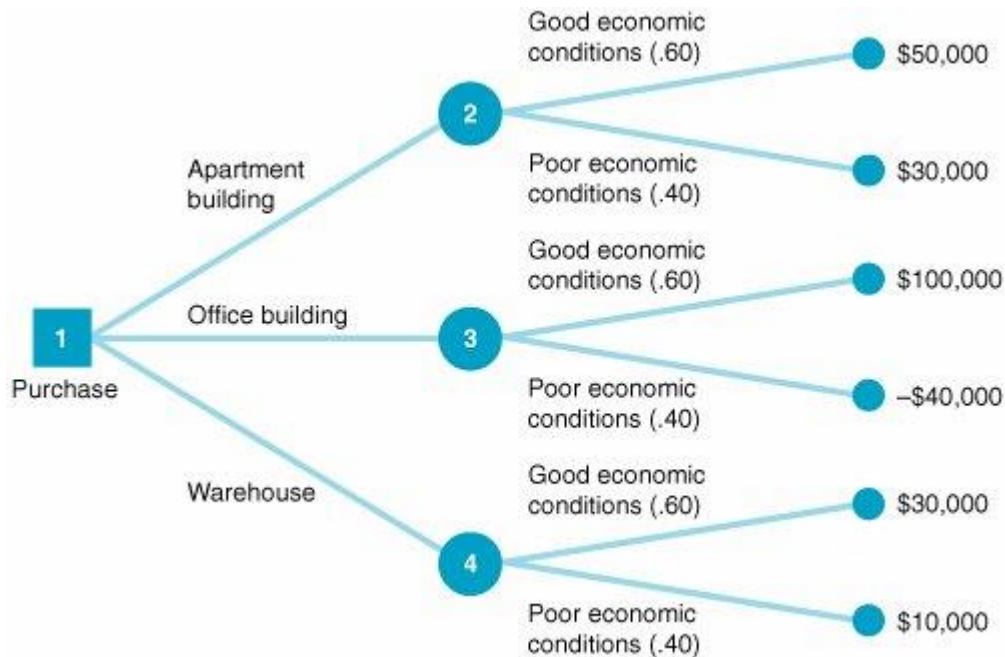 Good economic
conditions (.60)
$50,000
2
Poor economic
conditions (.40)
$30,000
Apartment
building
Good economic
conditions (.60)
$100,000
Office building
1
3
Purchase
Poor economic
conditions (.40)
–$40,000
Warehouse
Good economic
conditions (.60)
$30,000
4
Poor economic
conditions (.40)
$10,000